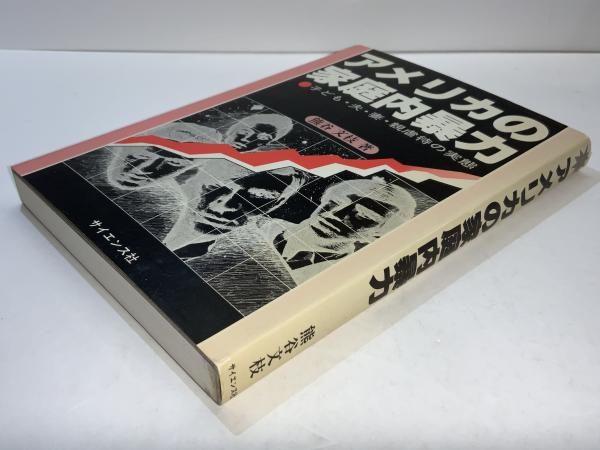 アメリカの
家庭内暴力
子ども・夫・妻・親虐待の実態
熊谷文枝 著
サイエンス社
アメリカの家庭内暴力
熊谷文枝
サイエンス社